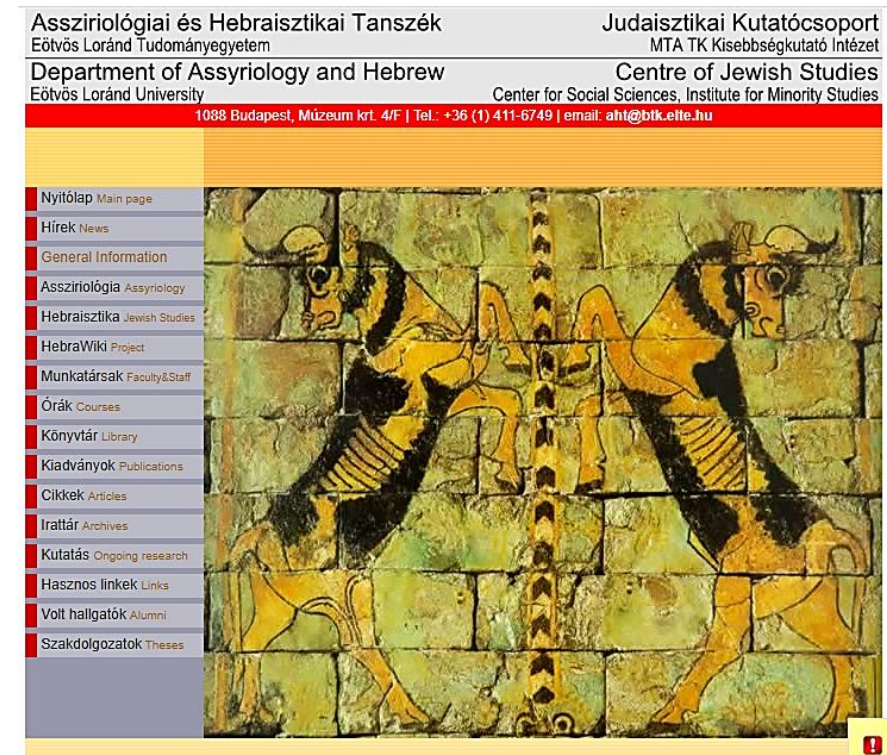 Assziriológiai és Hebraisztikai Tanszék
Eötvös Loránd Tudományegyetem
Judaisztikai Kutatócsoport
MTA TK Kisebbségkutató Intézet
Department of Assyriology and Hebrew
Eötvös Loránd University
Centre of Jewish Studies
Center for Social Sciences, Institute for Minority Studies
1088 Budapest, Múzeum krt. 4/F | Tel.: +36 (1) 411-6749 | email: aht@btk.elte.hu
Nyitólap Main page
Hírek News
General Information
Assziriológia Assyriology
Hebraisztika Jewish Studies
HebraWiki Project
Munkatársak Faculty&Staff
Órák Courses
Könyvtár Library
Kiadványok Publications
Cikkek Articles
Irattár Archives
Kutatás Ongoing research
Hasznos linkek Links
Volt hallgatók Alumni
Szakdolgozatok Theses